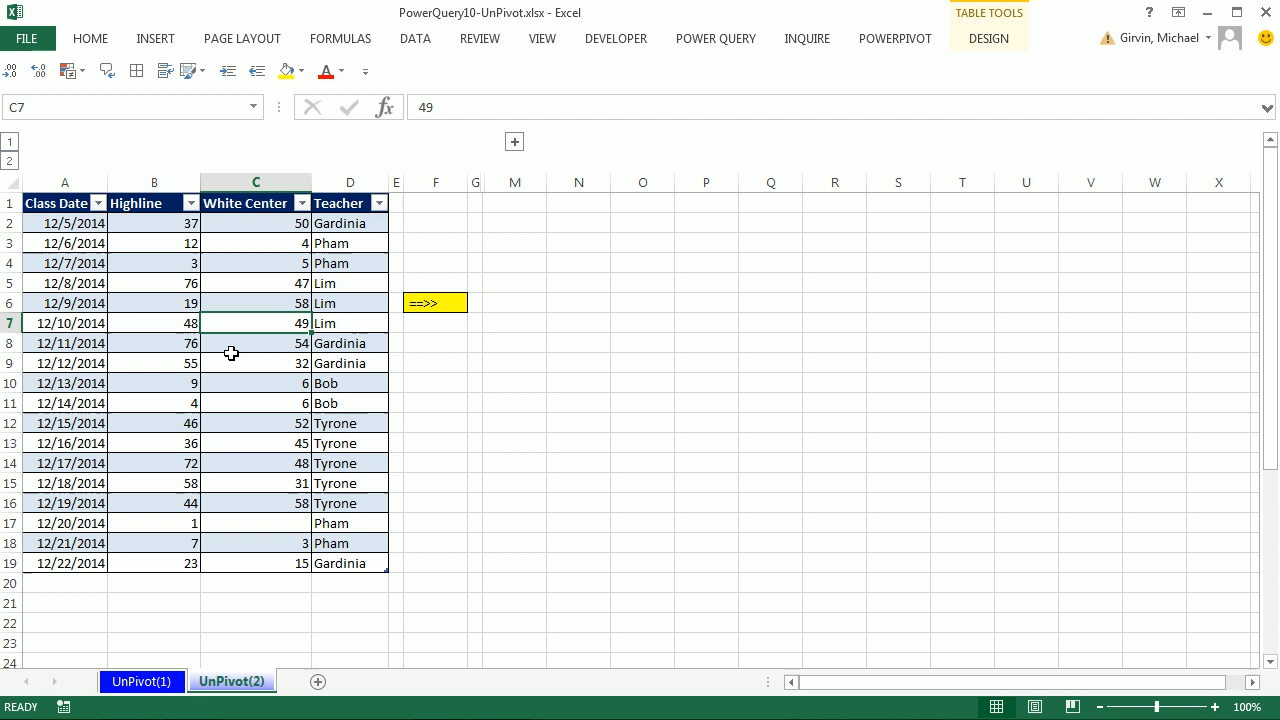 PowerQuery10-UnPivot.xlsx - Excel
TABLE TOOLS
?
FILE HOME INSERT PAGE LAYOUT FORMULAS DATA REVIEW VIEW DEVELOPER POWER QUERY INQUIRE POWERPIVOT DESIGN Girvin, Michael
C7 fx 49
1
2
A B C D E F G M N O P Q R S T U V W X
1 Class Date Highline White Center Teacher
2 12/5/2014 37 50 Gardinia
3 12/6/2014 12 4 Pham
4 12/7/2014 3 5 Pham
5 12/8/2014 76 47 Lim
6 12/9/2014 19 58 Lim ==>>
7 12/10/2014 48 49 Lim
8 12/11/2014 76 54 Gardinia
9 12/12/2014 55 32 Gardinia
10 12/13/2014 9 6 Bob
11 12/14/2014 4 6 Bob
12 12/15/2014 46 52 Tyrone
13 12/16/2014 36 45 Tyrone
14 12/17/2014 72 48 Tyrone
15 12/18/2014 58 31 Tyrone
16 12/19/2014 44 58 Tyrone
17 12/20/2014 1 Pham
18 12/21/2014 7 3 Pham
19 12/22/2014 23 15 Gardinia
20
21
22
23
24
UnPivot(1) UnPivot(2)
READY 100%